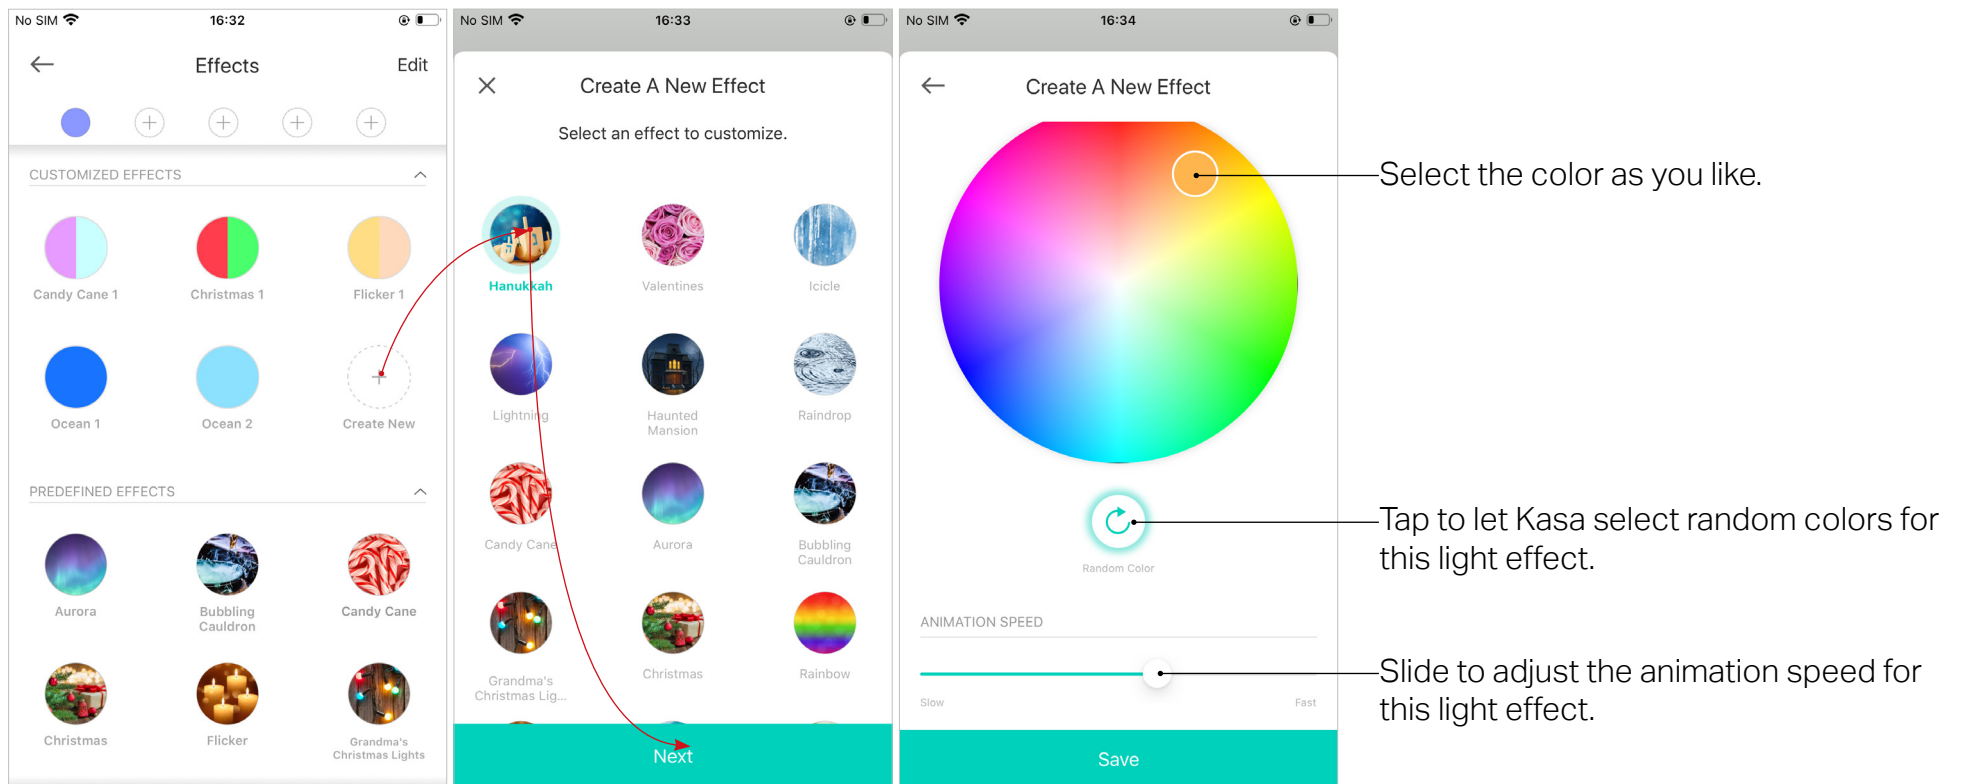 No SIM 16:32
Effects Edit
CUSTOMIZED EFFECTS
Candy Cane 1 Christmas 1 Flicker 1
Ocean 1 Ocean 2 Create New
PREDEFINED EFFECTS
Aurora Bubbling Cauldron Candy Cane
Christmas Flicker Grandma's Christmas Lights
No SIM 16:33
Create A New Effect
Select an effect to customize.
Hanukkah Valentines Icicle
Lightning Haunted Mansion Raindrop
Candy Cane Aurora Bubbling Cauldron
Grandma's Christmas Lig... Christmas Rainbow
Next
No SIM 16:34
Create A New Effect
Random Color
ANIMATION SPEED
Slow Fast
Save
Select the color as you like.
Tap to let Kasa select random colors for
this light effect.
Slide to adjust the animation speed for
this light effect.